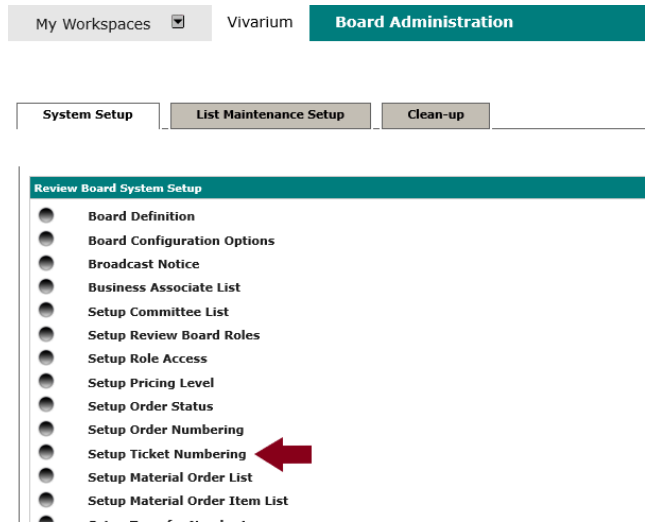 My Workspaces Vivarium Board Administration
System Setup List Maintenance Setup Clean-up
Review Board System Setup
Board Definition
Board Configuration Options
Broadcast Notice
Business Associate List
Setup Committee List
Setup Review Board Roles
Setup Role Access
Setup Pricing Level
Setup Order Status
Setup Order Numbering
Setup Ticket Numbering
Setup Material Order List
Setup Material Order Item List